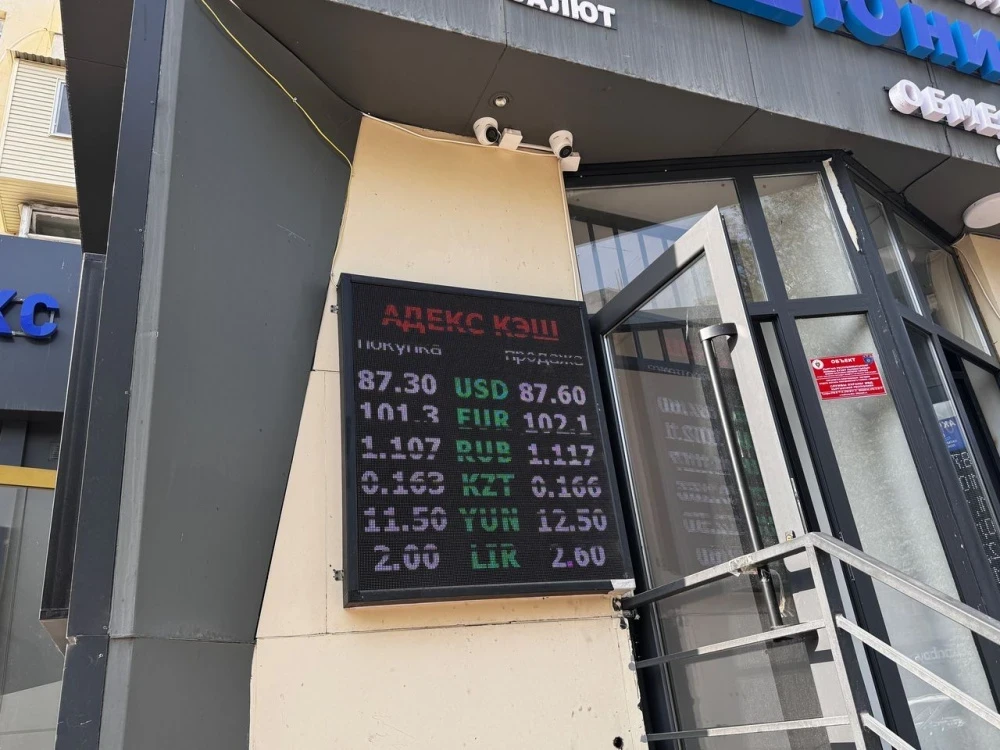 ВАЛЮТ
ОБМЕ
КС
АДЕКС КЭШ
покупка продажа
87.30 USD 87.60
101.3 EUR 102.1
1.107 RUB 1.117
0.163 KZT 0.166
11.50 YUN 12.50
2.00 LIR 2.60
ОБЪЕКТ